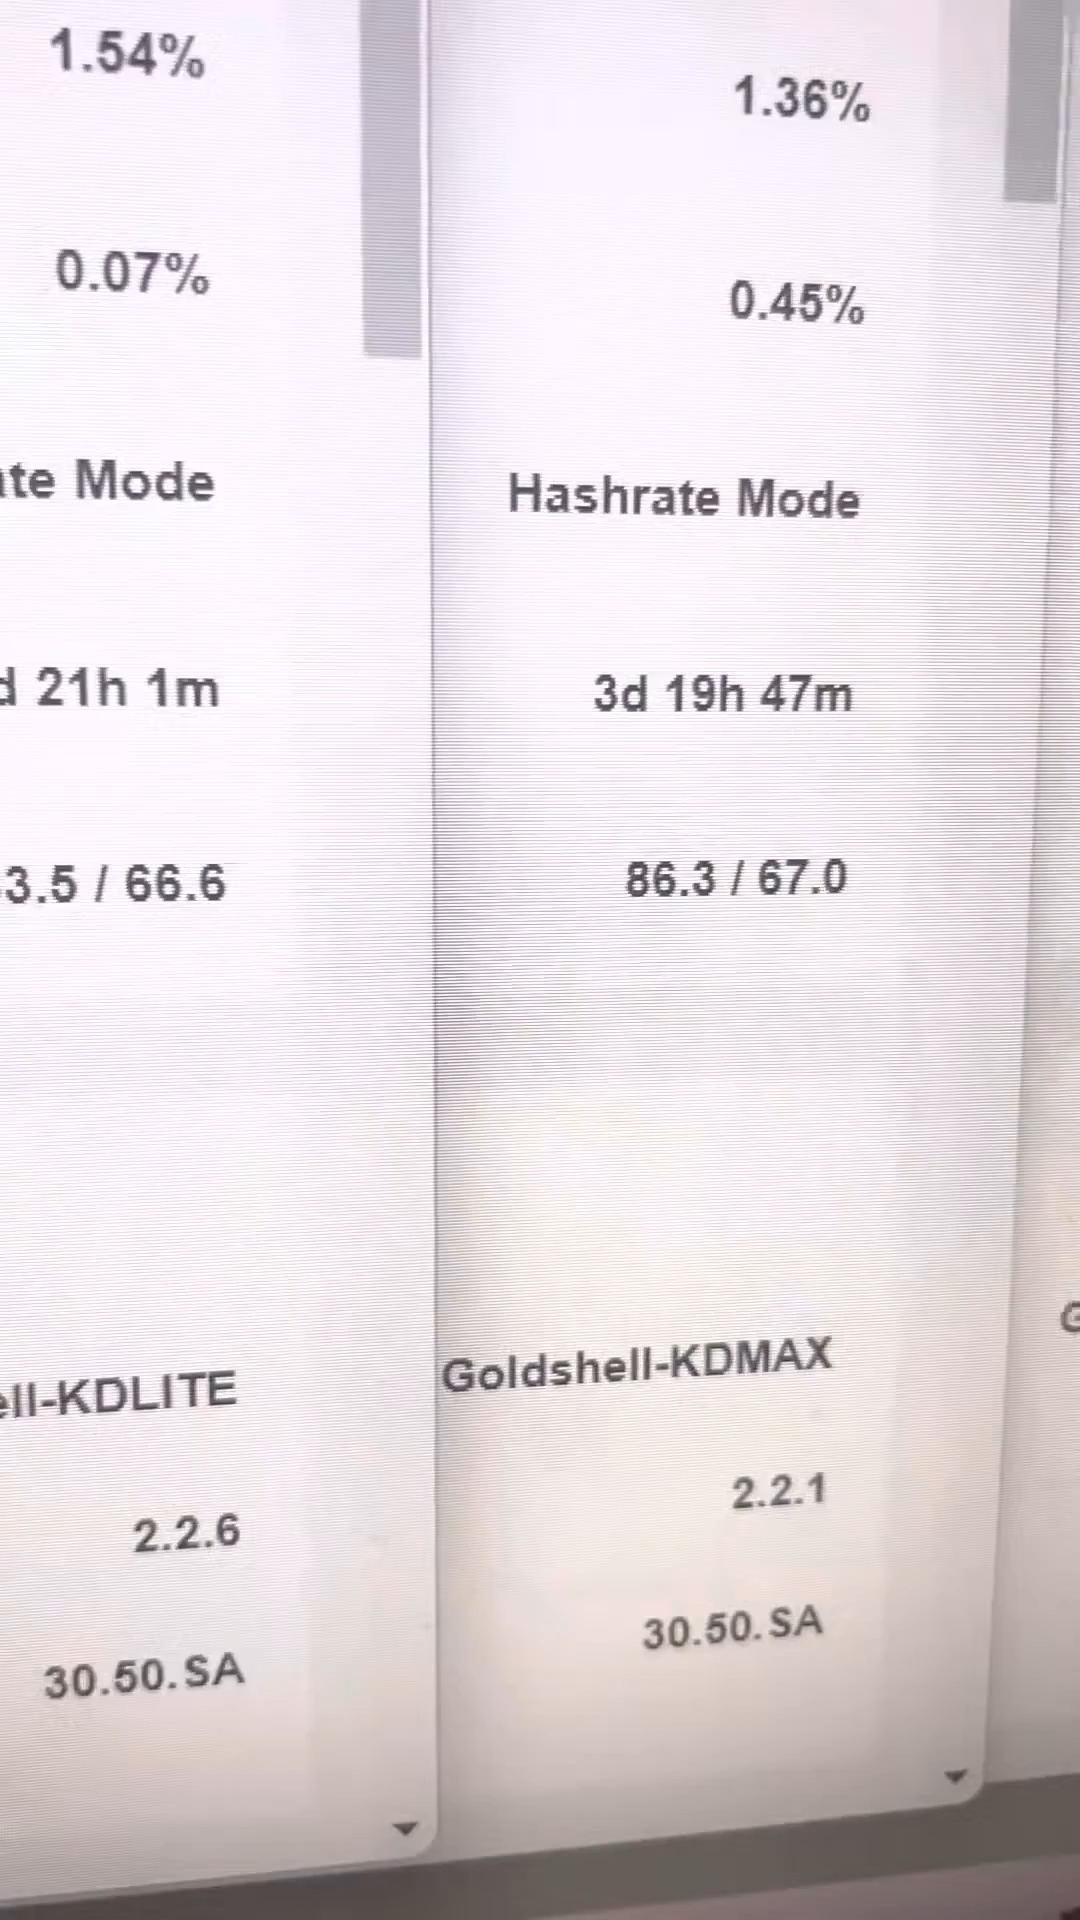 1.54%
0.07%
te Mode
21h 1m
3.5 / 66.6
ll-KDLITE
2.2.6
30.50.SA
1.36%
0.45%
Hashrate Mode
3d 19h 47m
86.3 / 67.0
Goldshell-KDMAX
2.2.1
30.50.SA
G